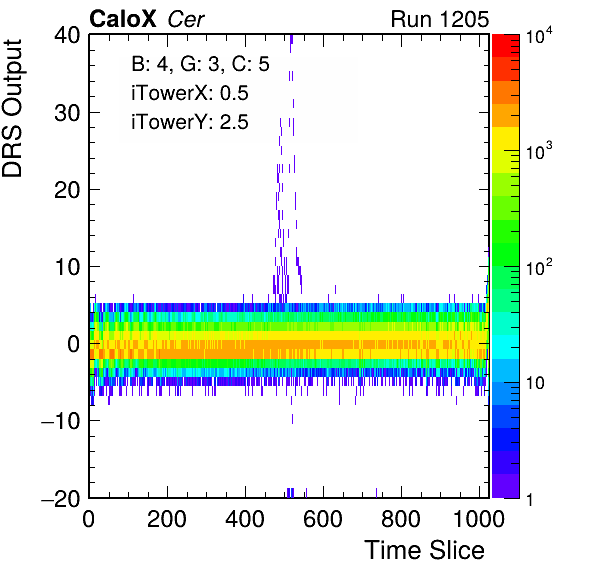 CaloX Cer Run 1205
DRS Output
B: 4, G: 3, C: 5
iTowerX: 0.5
iTowerY: 2.5
40
30
20
10
0
−10
−20
0 200 400 600 800 1000
Time Slice
10^4
10^3
10^2
10
1